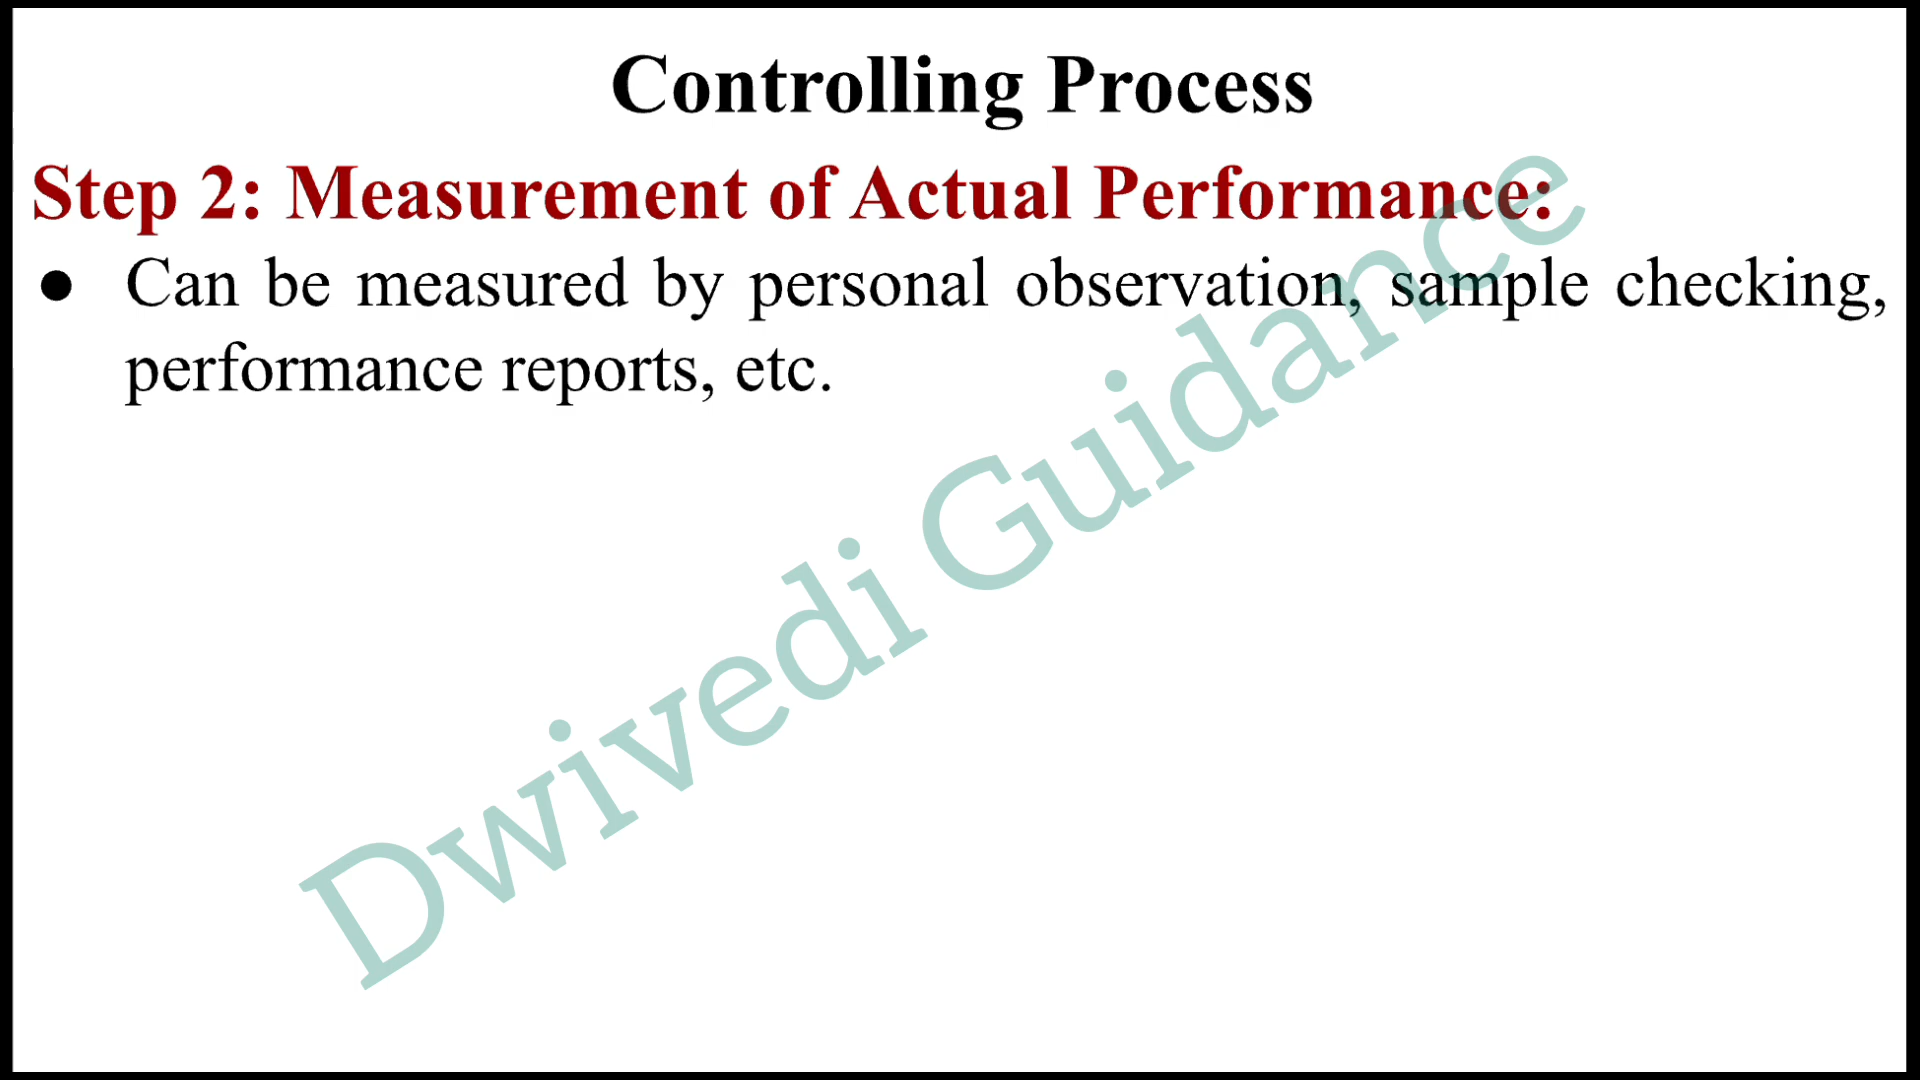 Controlling Process
Step 2: Measurement of Actual Performance:
● Can be measured by personal observation, sample checking,
performance reports, etc.
Dwivedi Guidance